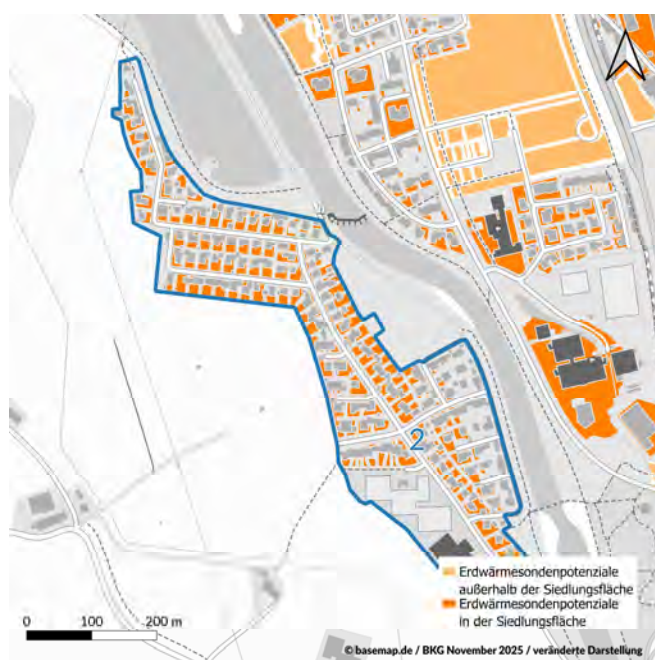 2
Erdwärmesondenpotenziale
außerhalb der Siedlungsfläche
Erdwärmesondenpotenziale
in der Siedlungsfläche
0 100 200 m
© basemap.de / BKG November 2025 / veränderte Darstellung